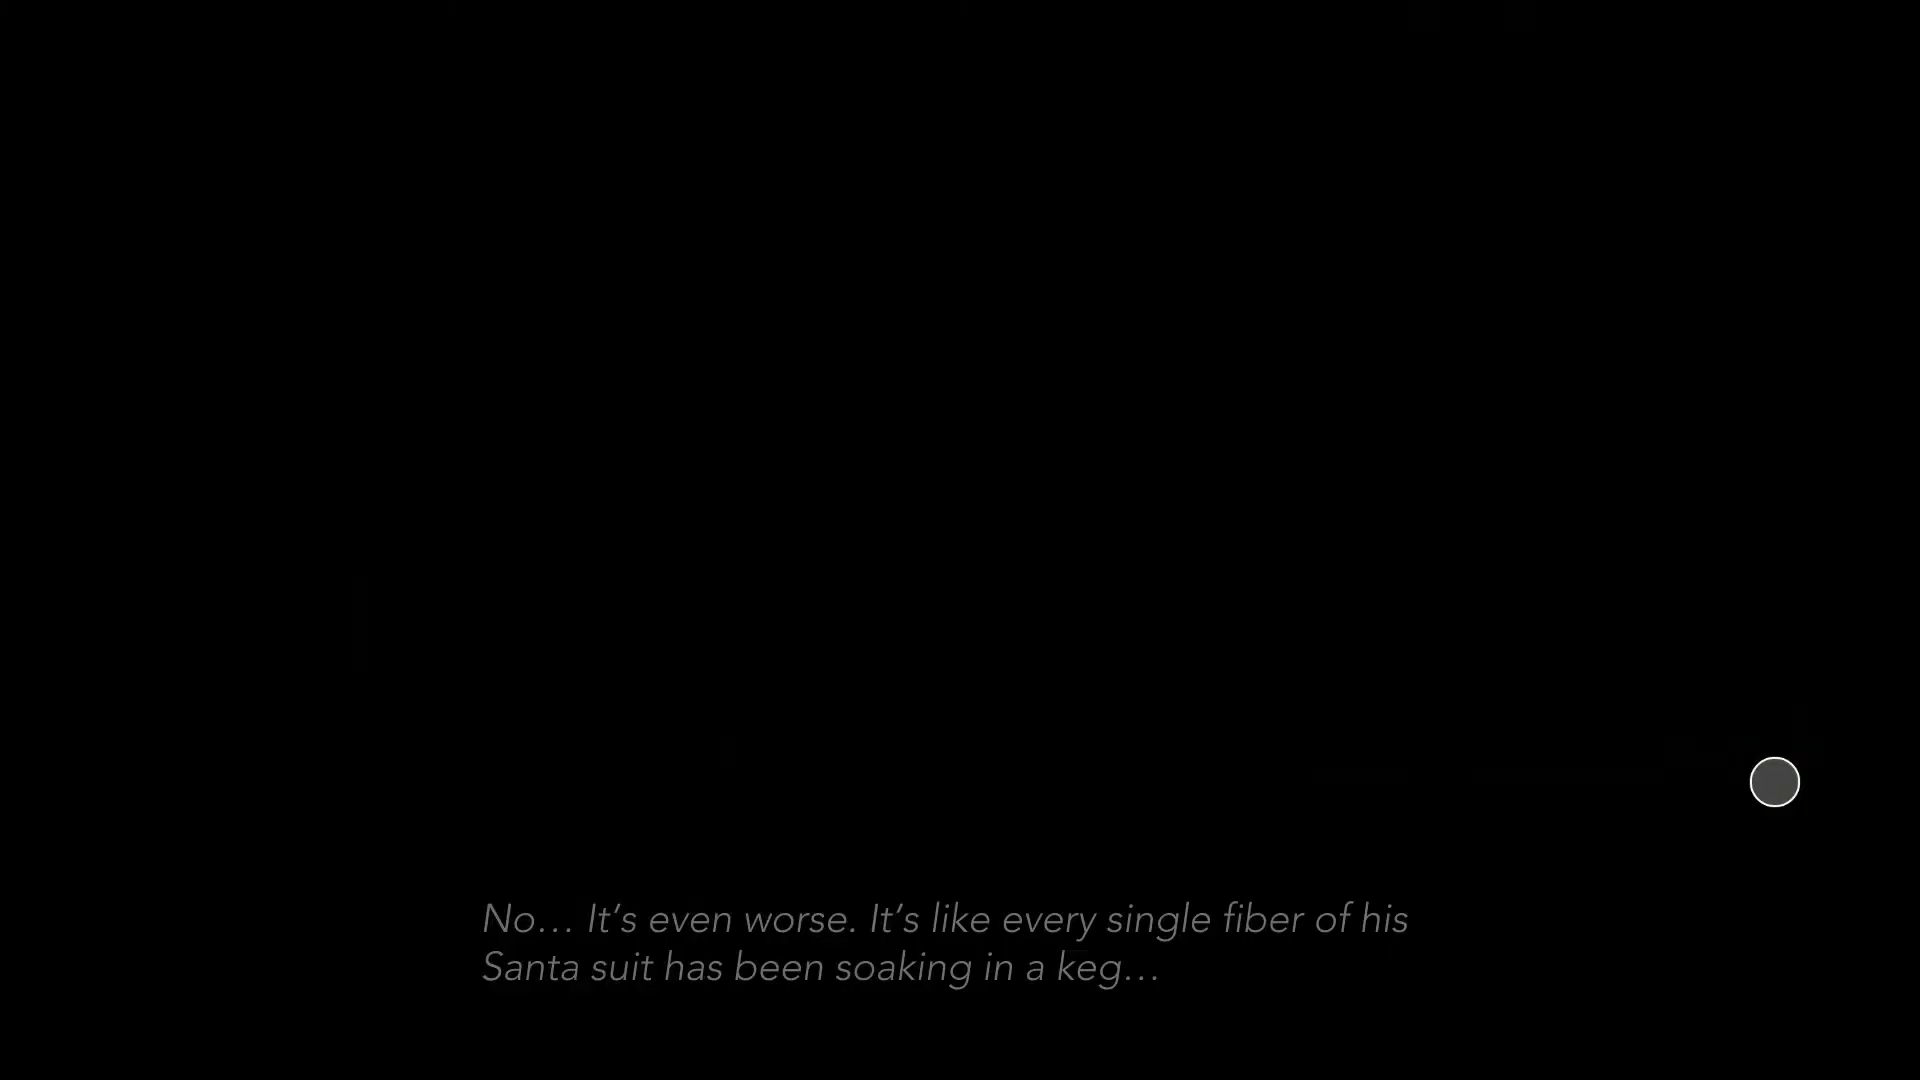 No… It’s even worse. It’s like every single fiber of his
Santa suit has been soaking in a keg…